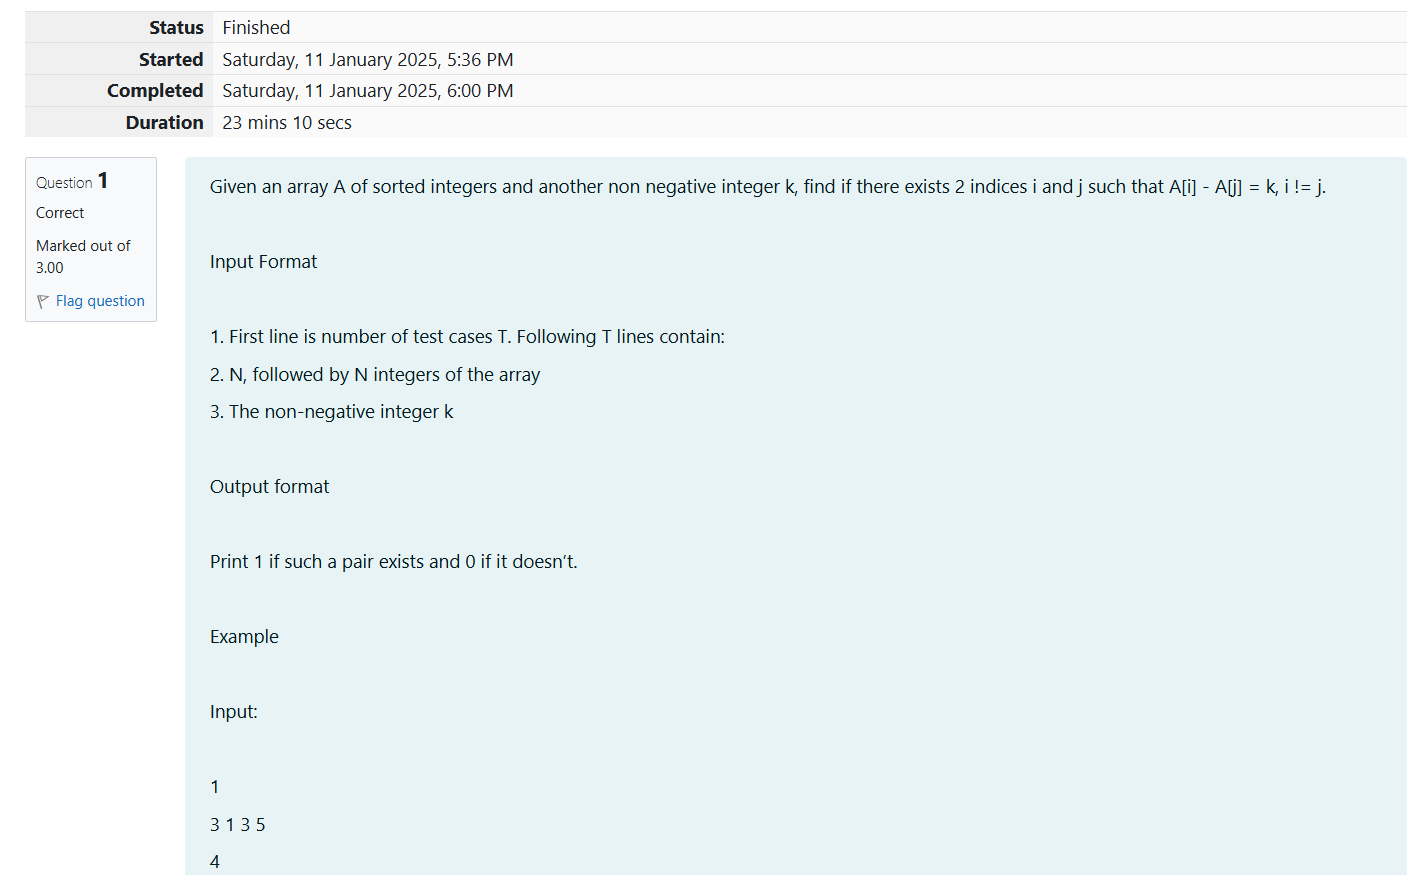 Status Finished
Started Saturday, 11 January 2025, 5:36 PM
Completed Saturday, 11 January 2025, 6:00 PM
Duration 23 mins 10 secs
Question 1
Correct
Marked out of
3.00
Flag question
Given an array A of sorted integers and another non negative integer k, find if there exists 2 indices i and j such that A[i] - A[j] = k, i != j.
Input Format
1. First line is number of test cases T. Following T lines contain:
2. N, followed by N integers of the array
3. The non-negative integer k
Output format
Print 1 if such a pair exists and 0 if it doesn’t.
Example
Input:
1
3 1 3 5
4